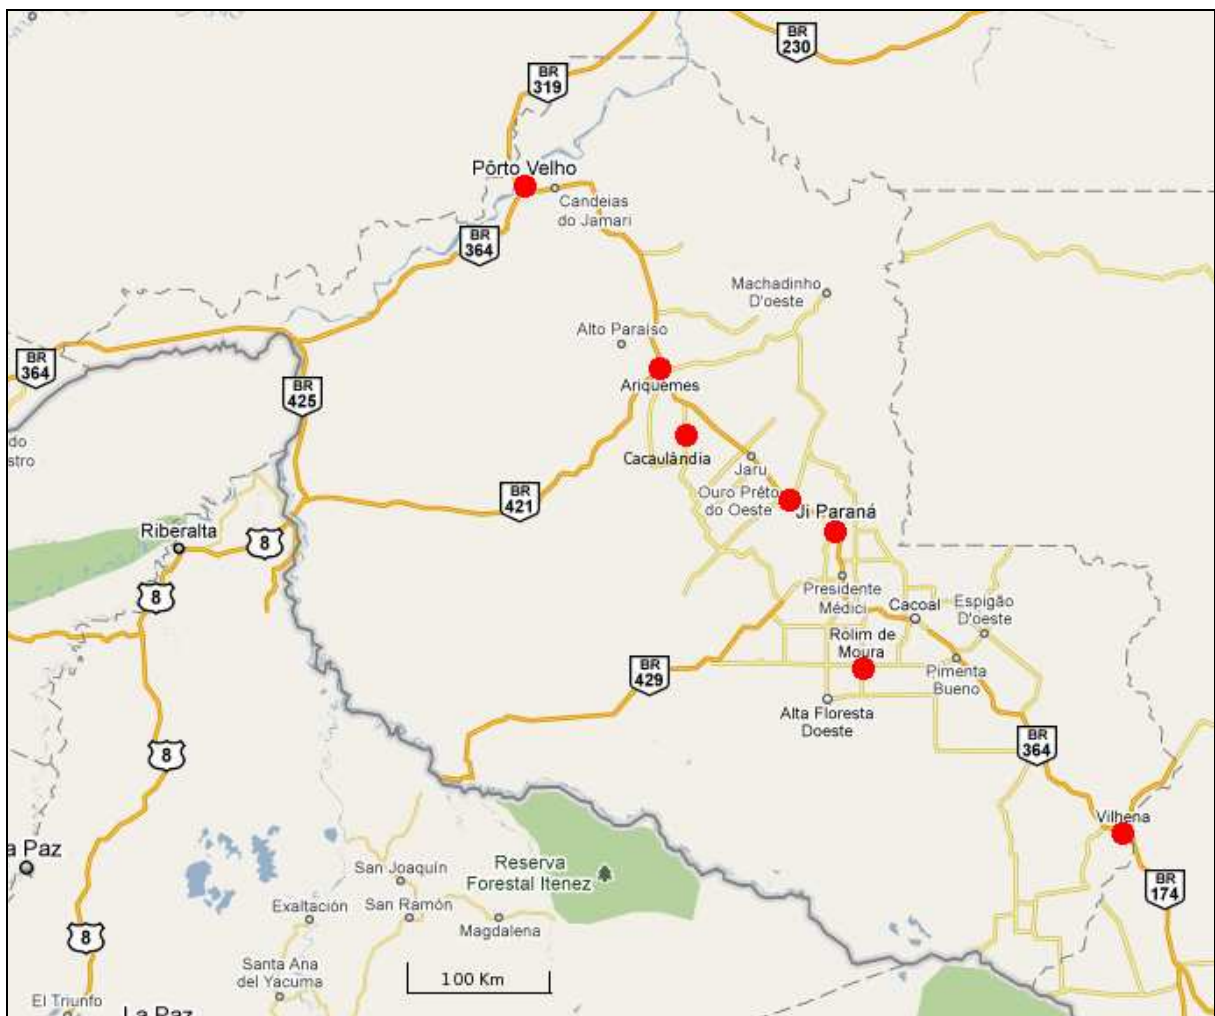 BR
230
BR
319
Pôrto Velho
Candeias
do Jamari
BR
364
Machadinho
D'oeste
Alto Paraíso
BR
364
Ariquemes
BR
425
do
stro
Cacaulândia
Jaru
Ouro Prêto
do Oeste
BR
421
Ji Paraná
Riberalta
8
8
Presidente
Médici
Cacoal
Espigão
D'oeste
Rolim de
Moura
BR
429
Pimenta
Bueno
Alta Floresta
Doeste
BR
364
8
Vilhena
a Paz
San Joaquín
Reserva
Forestal Itenez
BR
174
Exaltación
San Ramón
Magdalena
8
Santa Ana
del Yacuma
100 Km
El Triunfo
La Paz